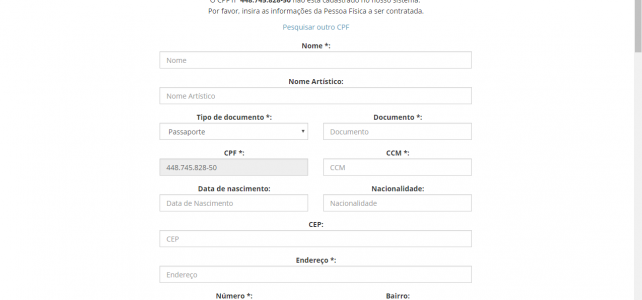 O CPF nº 448.745.828-50 não está cadastrado no nosso sistema.
Por favor, insira as informações da Pessoa Física a ser contratada.
Pesquisar outro CPF
Nome *:
Nome
Nome Artístico:
Nome Artístico
Tipo de documento *: Documento *:
Passaporte Documento
CPF *: CCM *:
448.745.828-50 CCM
Data de nascimento: Nacionalidade:
Data de Nascimento Nacionalidade
CEP:
CEP
Endereço *:
Endereço
Número *: Bairro: